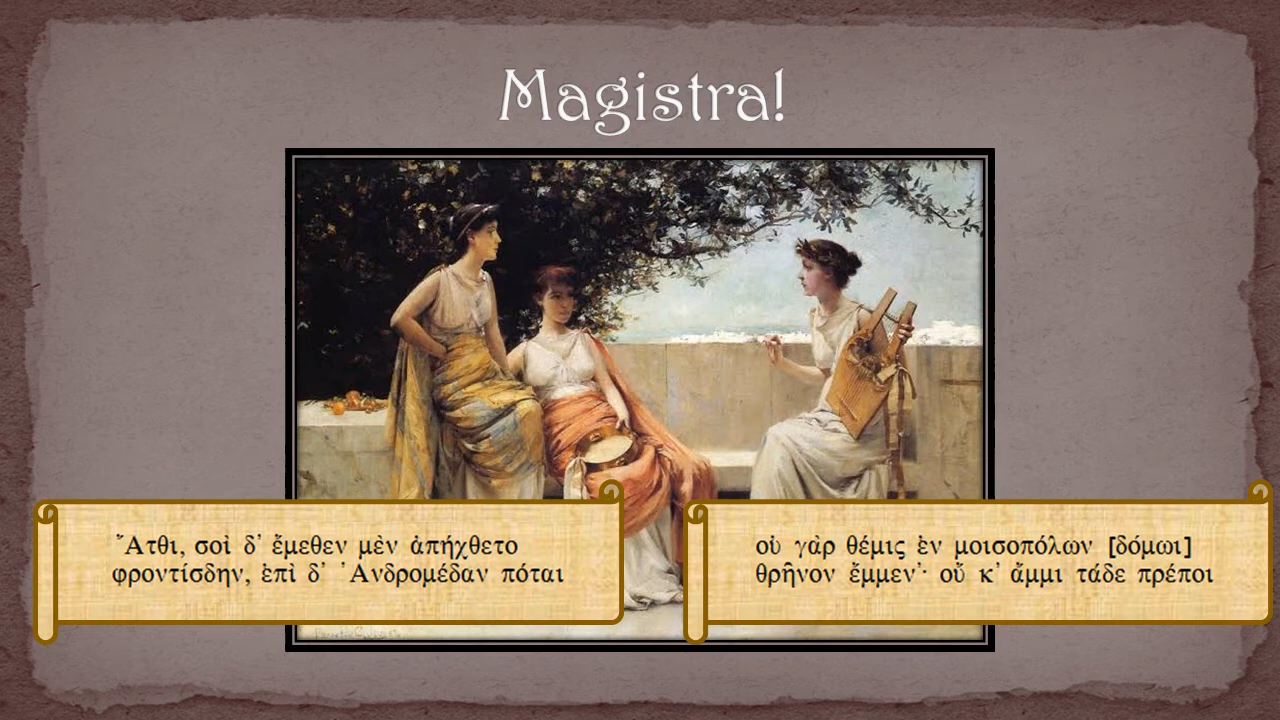 Magistra!
Ἄτθι, σοὶ δ᾽ ἔμεθεν μὲν ἀπήχθετο
φροντίσδην, ἐπὶ δ᾽ Ἀνδρομέδαν πόται
οὐ γὰρ θέμις ἐν μοισοπόλων [δόμωι]
θρῆνον ἔμμεν᾽· οὔ κ᾽ ἄμμι τάδε πρέποι